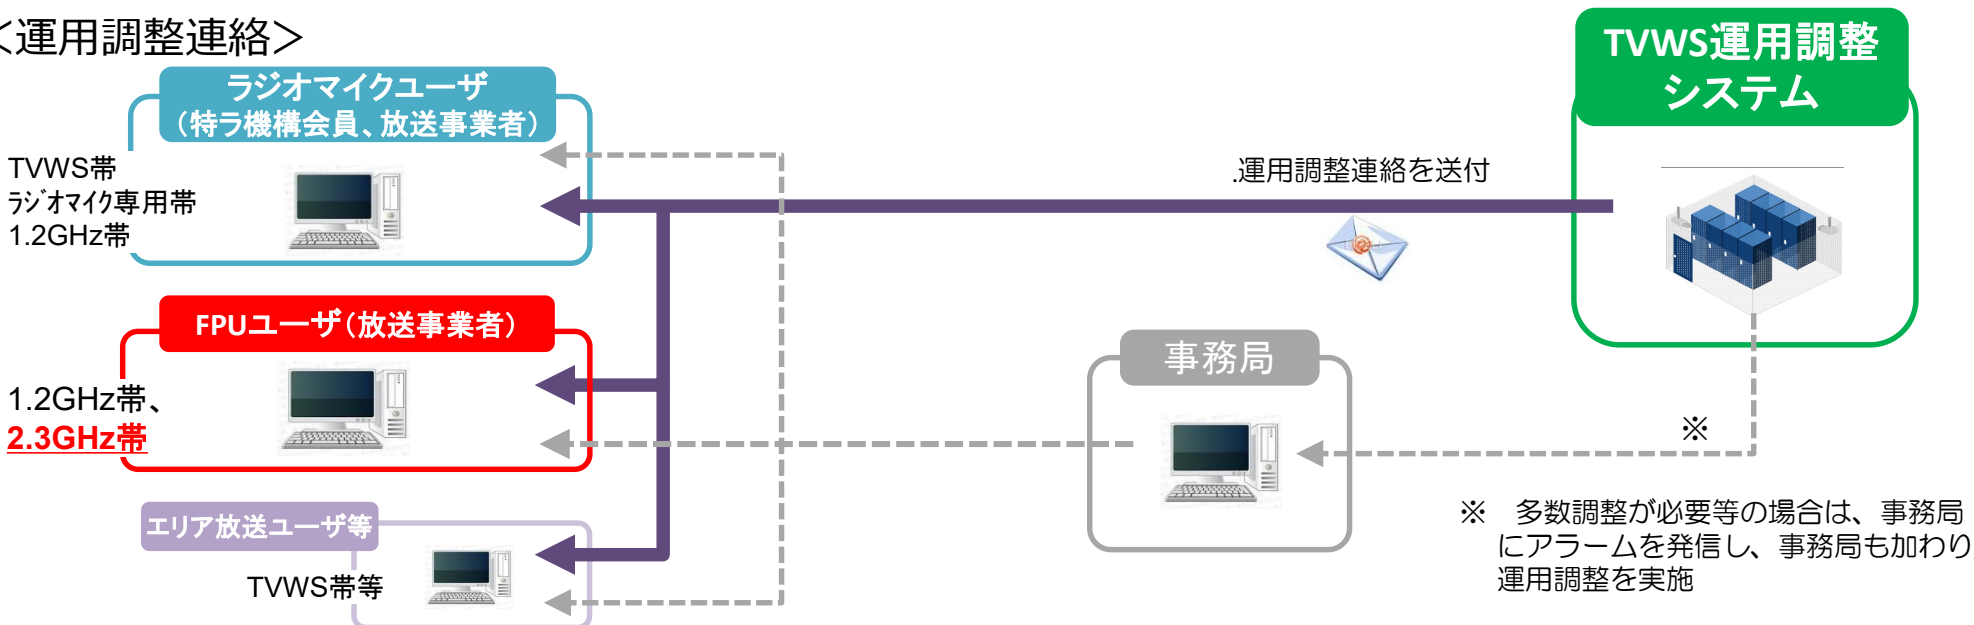 ＜運用調整連絡＞
TVWS運用調整
システム
ラジオマイクユーザ
（特ラ機構会員、放送事業者）
TVWS帯
ﾗｼﾞｵﾏｲｸ専用帯
1.2GHz帯
.運用調整連絡を送付
FPUユーザ（放送事業者）
1.2GHz帯、
2.3GHz帯
事務局
※
エリア放送ユーザ等
TVWS帯等
※　多数調整が必要等の場合は、事務局
にアラームを発信し、事務局も加わり
運用調整を実施